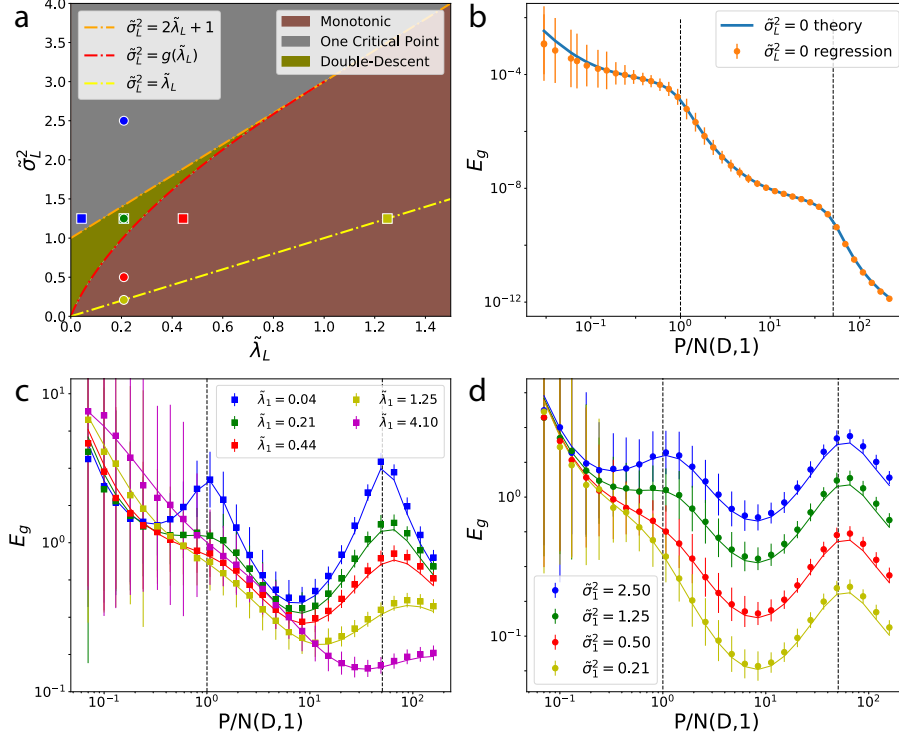 a
σ̃_L^2 = 2λ̃_L + 1
σ̃_L^2 = g(λ̃_L)
σ̃_L^2 = λ̃_L
Monotonic
One Critical Point
Double-Descent
4.0
3.5
3.0
2.5
2.0
1.5
1.0
0.5
0.0
σ̃_L^2
0.0 0.2 0.4 0.6 0.8 1.0 1.2 1.4
λ̃_L
b
σ̃_L^2 = 0 theory
σ̃_L^2 = 0 regression
10^-4
10^-8
10^-12
E_g
10^-1 10^0 10^1 10^2
P/N(D,1)
c
λ̃_1 = 0.04
λ̃_1 = 0.21
λ̃_1 = 0.44
λ̃_1 = 1.25
λ̃_1 = 4.10
10^1
10^0
10^-1
E_g
10^-1 10^0 10^1 10^2
P/N(D,1)
d
10^0
10^-1
E_g
σ̃_1^2 = 2.50
σ̃_1^2 = 1.25
σ̃_1^2 = 0.50
σ̃_1^2 = 0.21
10^-1 10^0 10^1 10^2
P/N(D,1)